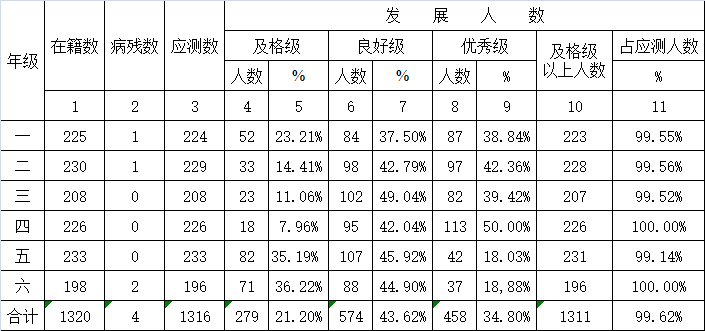 发 展 人 数
年级 在籍数 病残数 应测数 及格级 良好级 优秀级 及格级以上人数 占应测人数
人数 % 人数 % 人数 % %
1 2 3 4 5 6 7 8 9 10 11
一 225 1 224 52 23.21% 84 37.50% 87 38.84% 223 99.55%
二 230 1 229 33 14.41% 98 42.79% 97 42.36% 228 99.56%
三 208 0 208 23 11.06% 102 49.04% 82 39.42% 207 99.52%
四 226 0 226 18 7.96% 95 42.04% 113 50.00% 226 100.00%
五 233 0 233 82 35.19% 107 45.92% 42 18.03% 231 99.14%
六 198 2 196 71 36.22% 88 44.90% 37 18,88% 196 100.00%
合计 1320 4 1316 279 21.20% 574 43.62% 458 34.80% 1311 99.62%